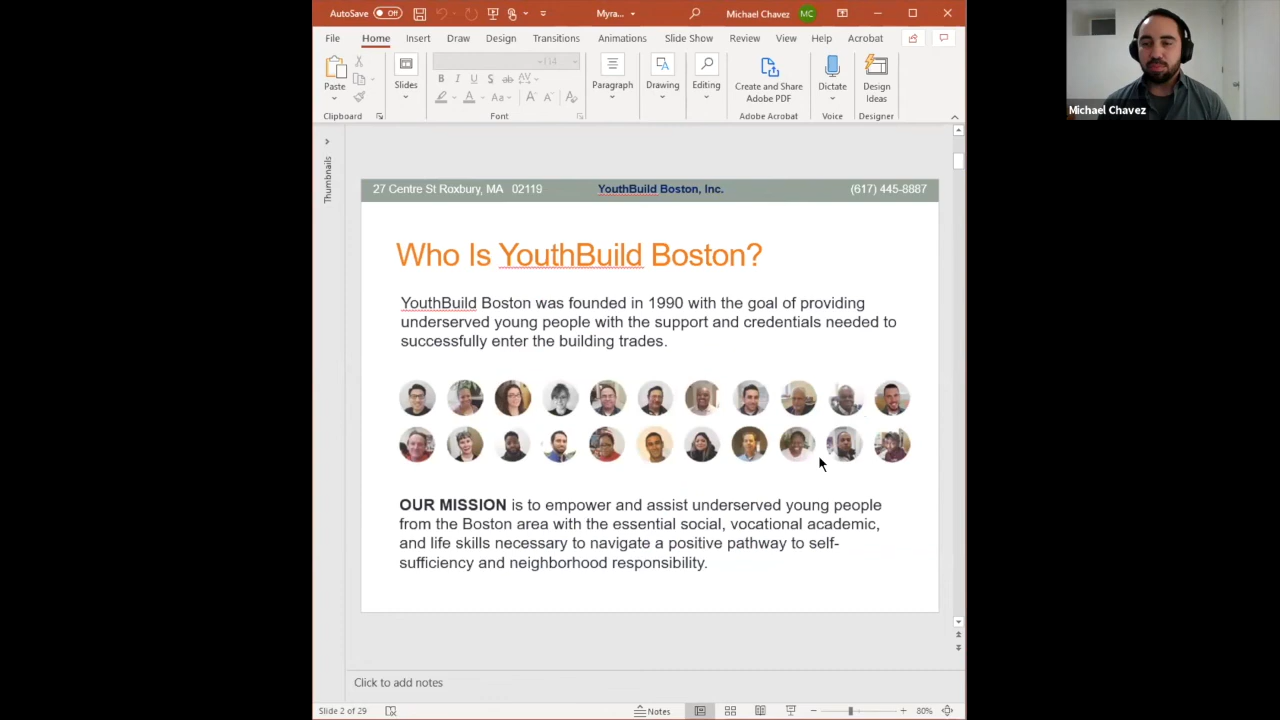 AutoSave Off Myra... Michael Chavez MC
File Home Insert Draw Design Transitions Animations Slide Show Review View Help Acrobat
14
Paste Slides B I U S ab AV Aa A A Paragraph Drawing Editing Create and Share Adobe PDF Dictate Design Ideas
Clipboard Font Adobe Acrobat Voice Designer
Michael Chavez
Thumbnails
27 Centre St Roxbury, MA 02119 YouthBuild Boston, Inc. (617) 445-8887
Who Is YouthBuild Boston?
YouthBuild Boston was founded in 1990 with the goal of providing
underserved young people with the support and credentials needed to
successfully enter the building trades.
OUR MISSION is to empower and assist underserved young people
from the Boston area with the essential social, vocational academic,
and life skills necessary to navigate a positive pathway to self-
sufficiency and neighborhood responsibility.
Click to add notes
Slide 2 of 29 Notes 80%